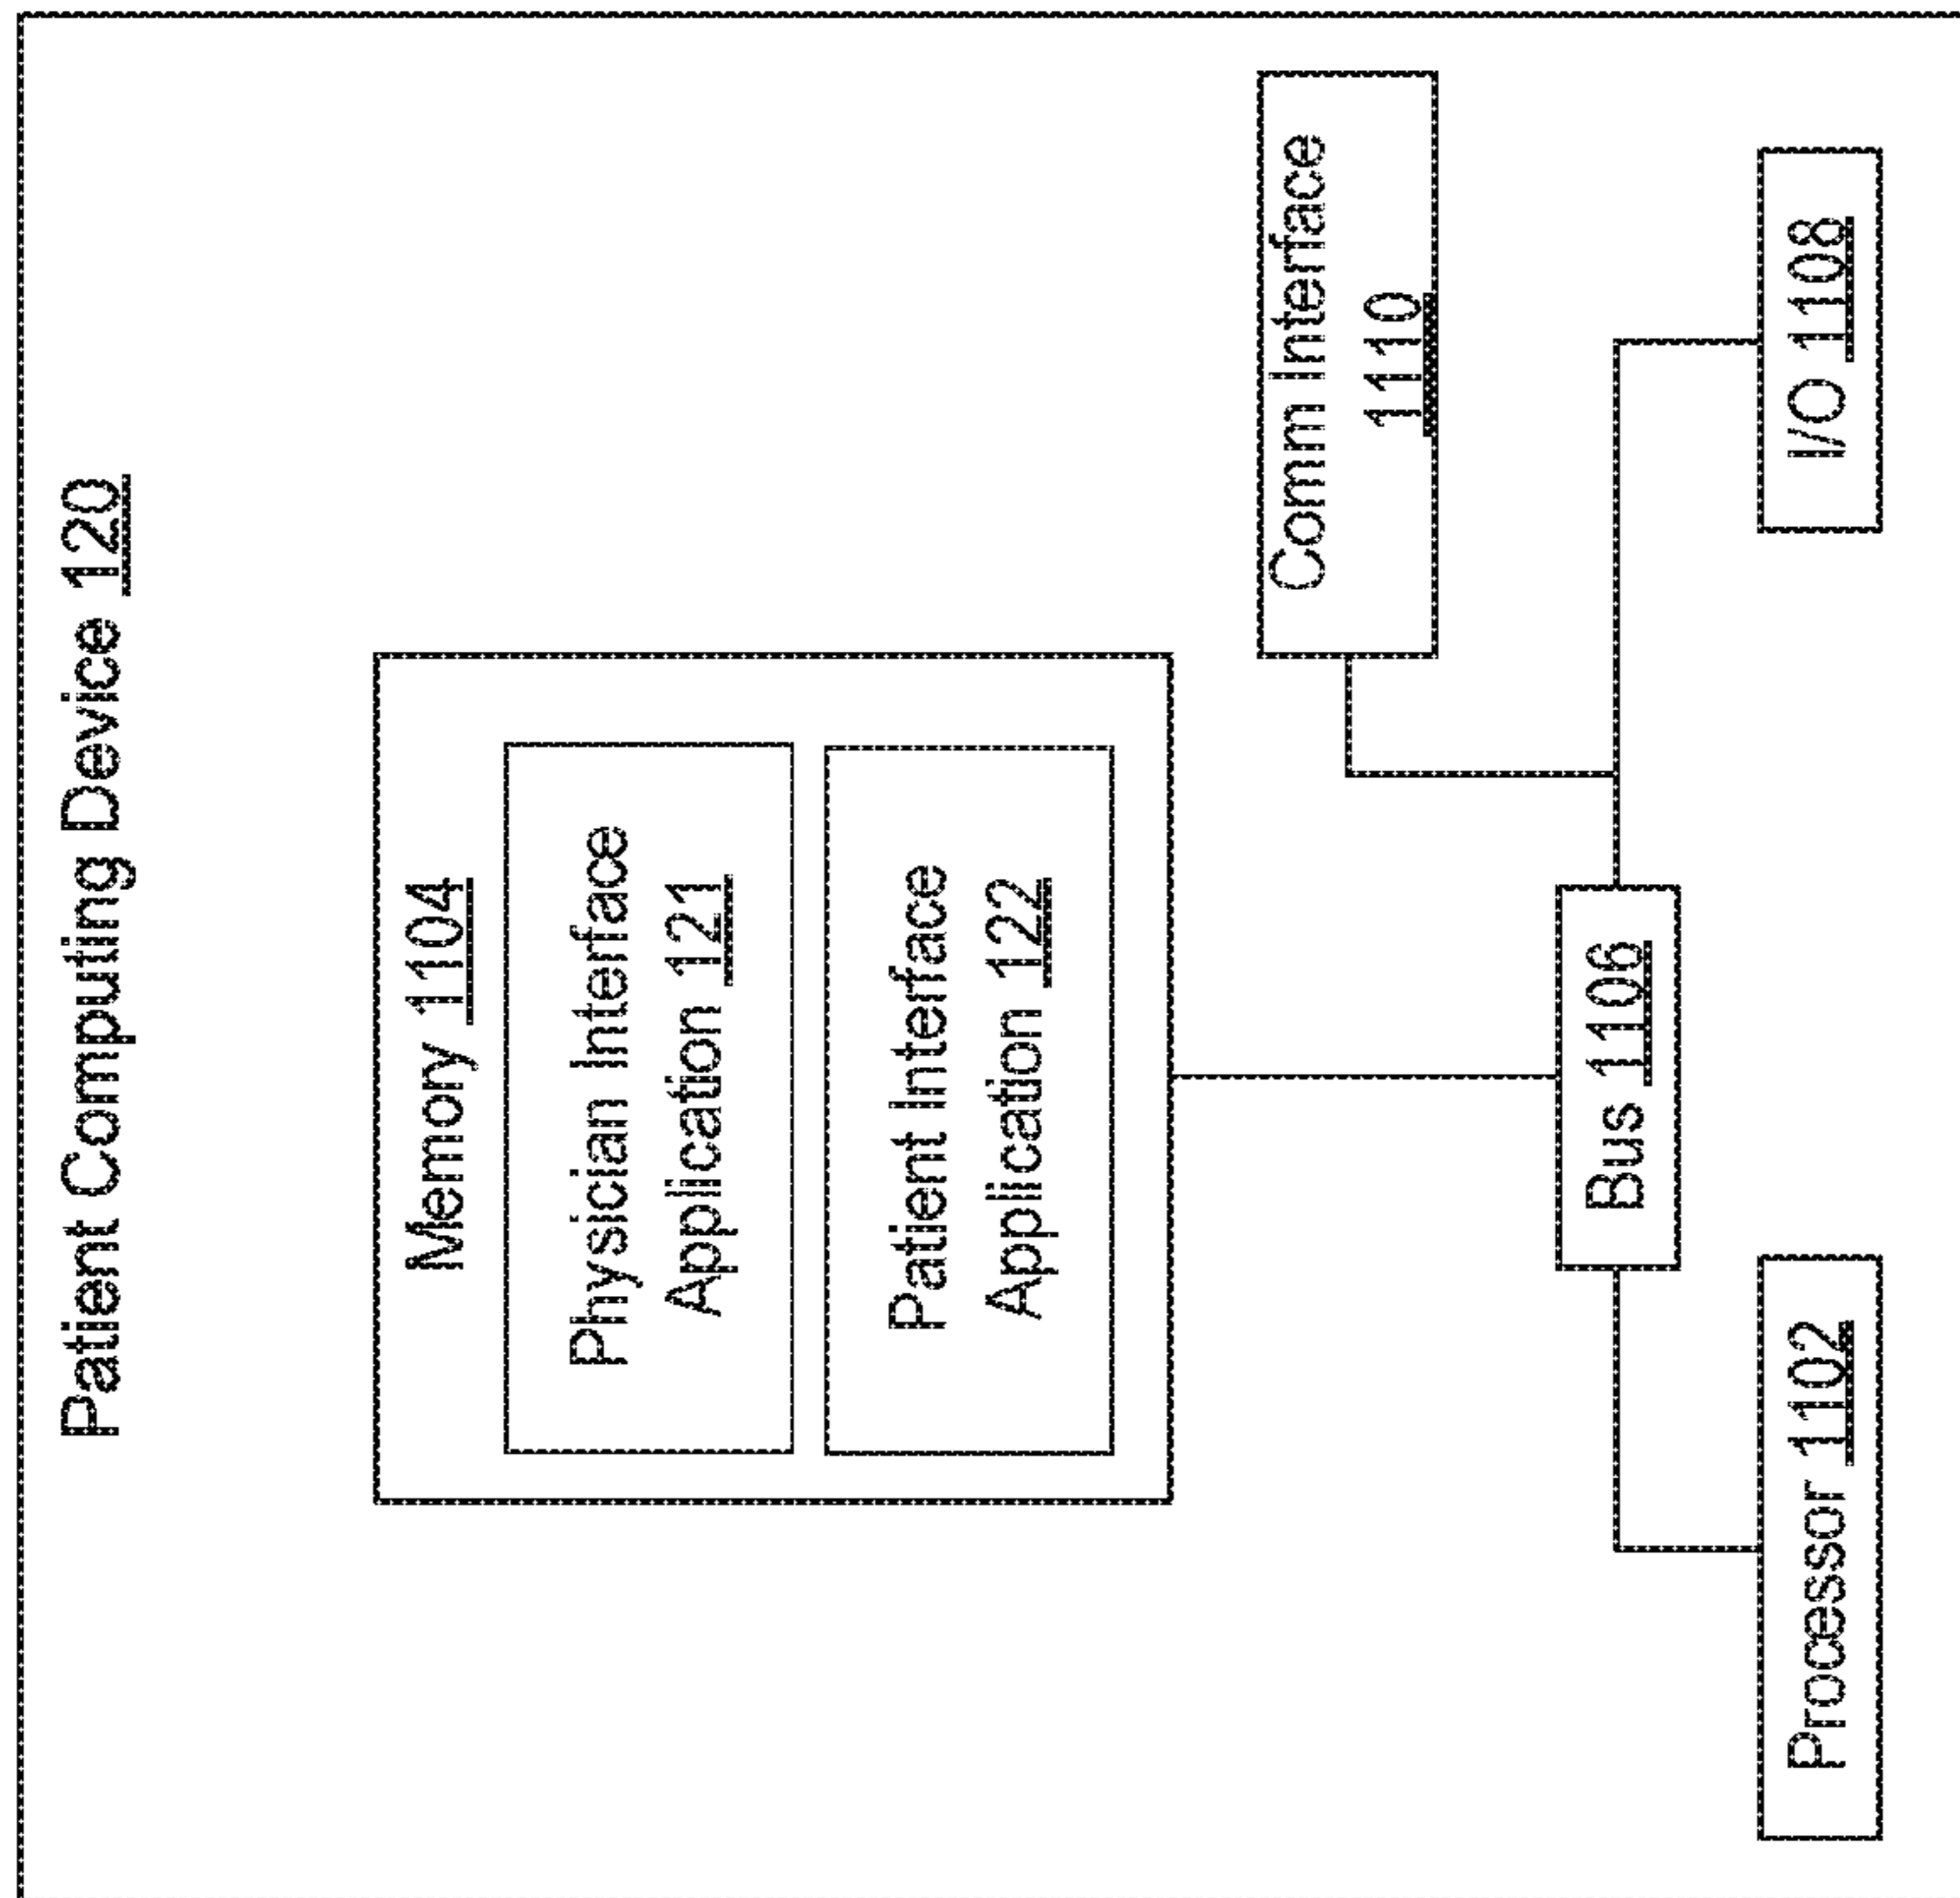 Patient Computing Device 120
Memory 1104
Physician Interface
Application 121
Patient Interface
Application 122
Comm Interface
1110
Bus 1106
Processor 1102
I/O 1108